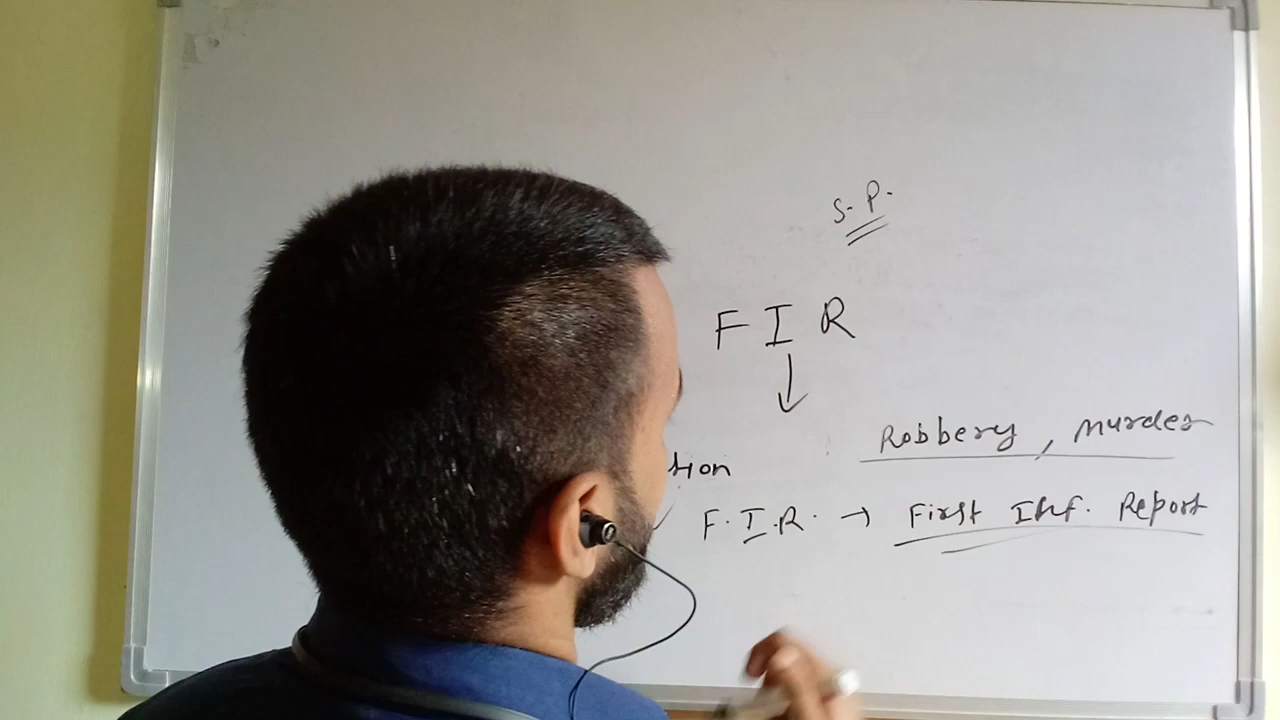 S. P.
F I R
Robbery, Murder
tion
F.I.R. → First Inf. Report